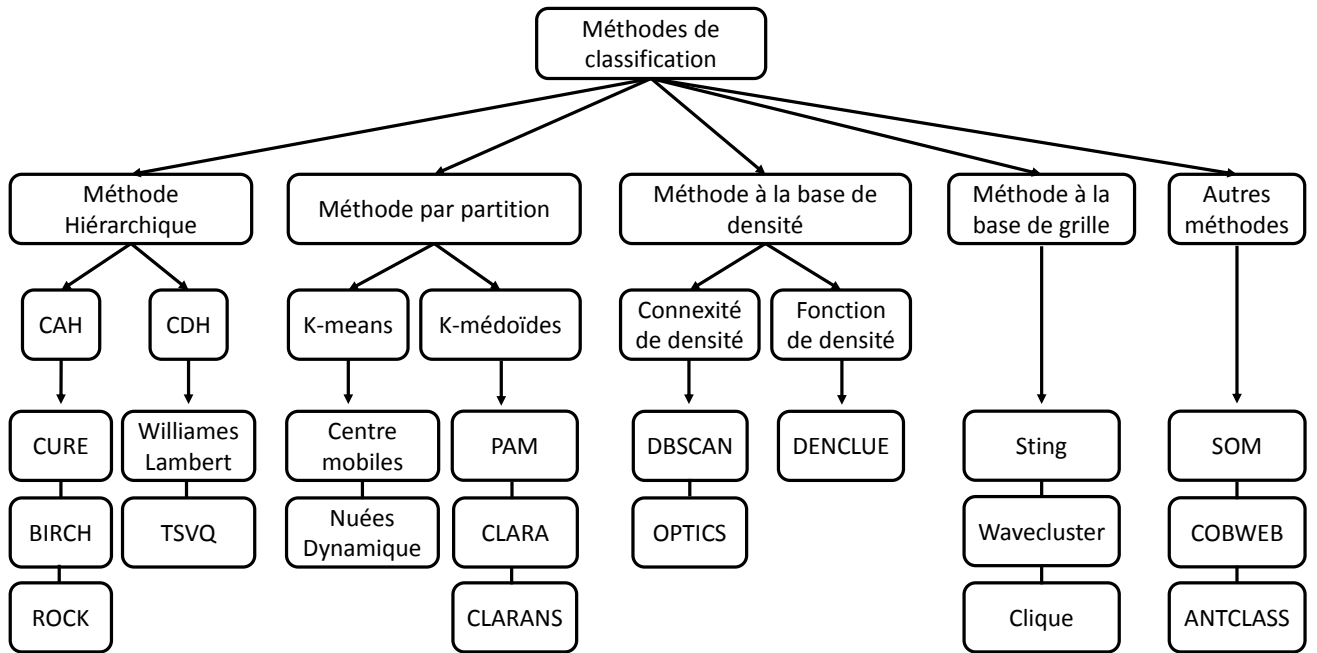 Méthodes de
classification
Méthode
Hiérarchique
Méthode par partition
Méthode à la base de
densité
Méthode à la
base de grille
Autres
méthodes
CAH
CDH
K-means
K-médoïdes
Connexité
de densité
Fonction
de densité
CURE
Williames
Lambert
Centre
mobiles
PAM
DBSCAN
DENCLUE
Sting
SOM
BIRCH
TSVQ
Nuées
Dynamique
CLARA
OPTICS
Wavecluster
COBWEB
ROCK
CLARANS
Clique
ANTCLASS